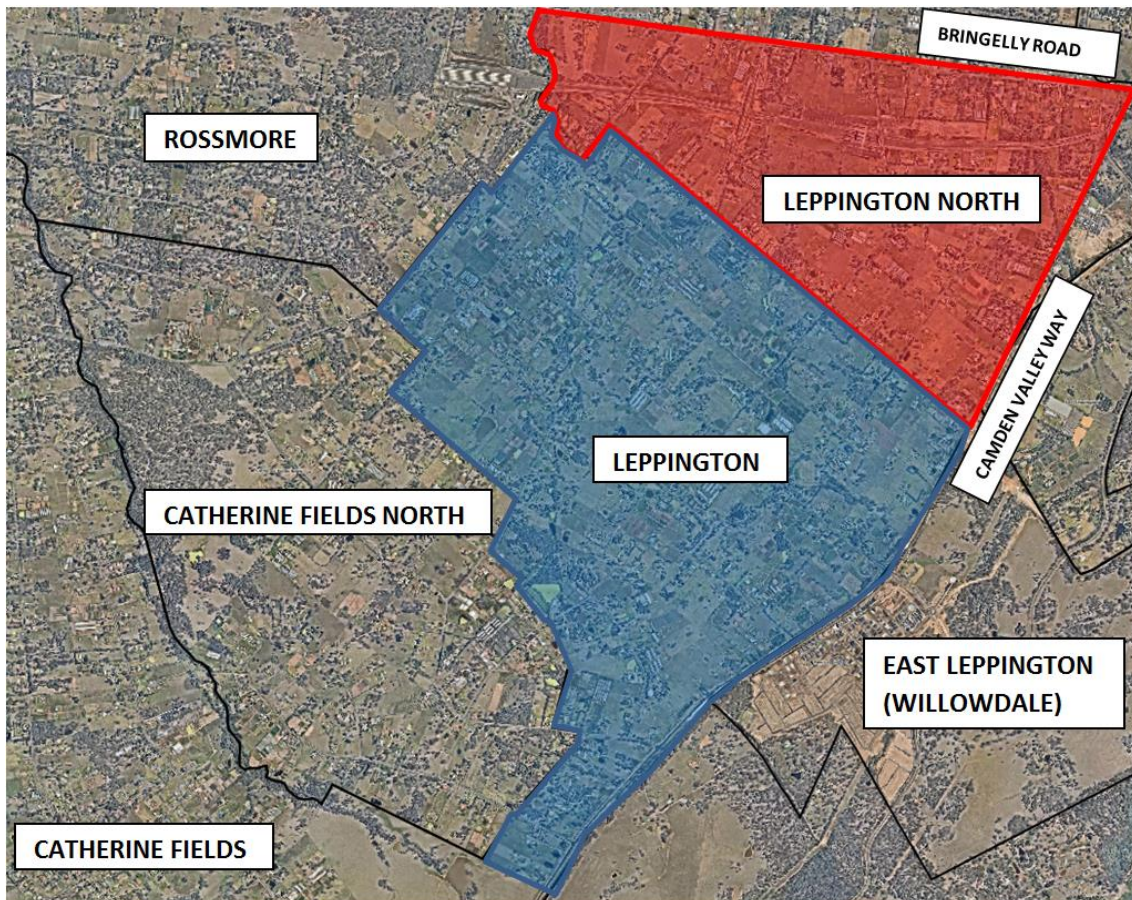 BRINGELLY ROAD
ROSSMORE
LEPPINGTON NORTH
CAMDEN VALLEY WAY
LEPPINGTON
CATHERINE FIELDS NORTH
EAST LEPPINGTON
(WILLOWDALE)
CATHERINE FIELDS